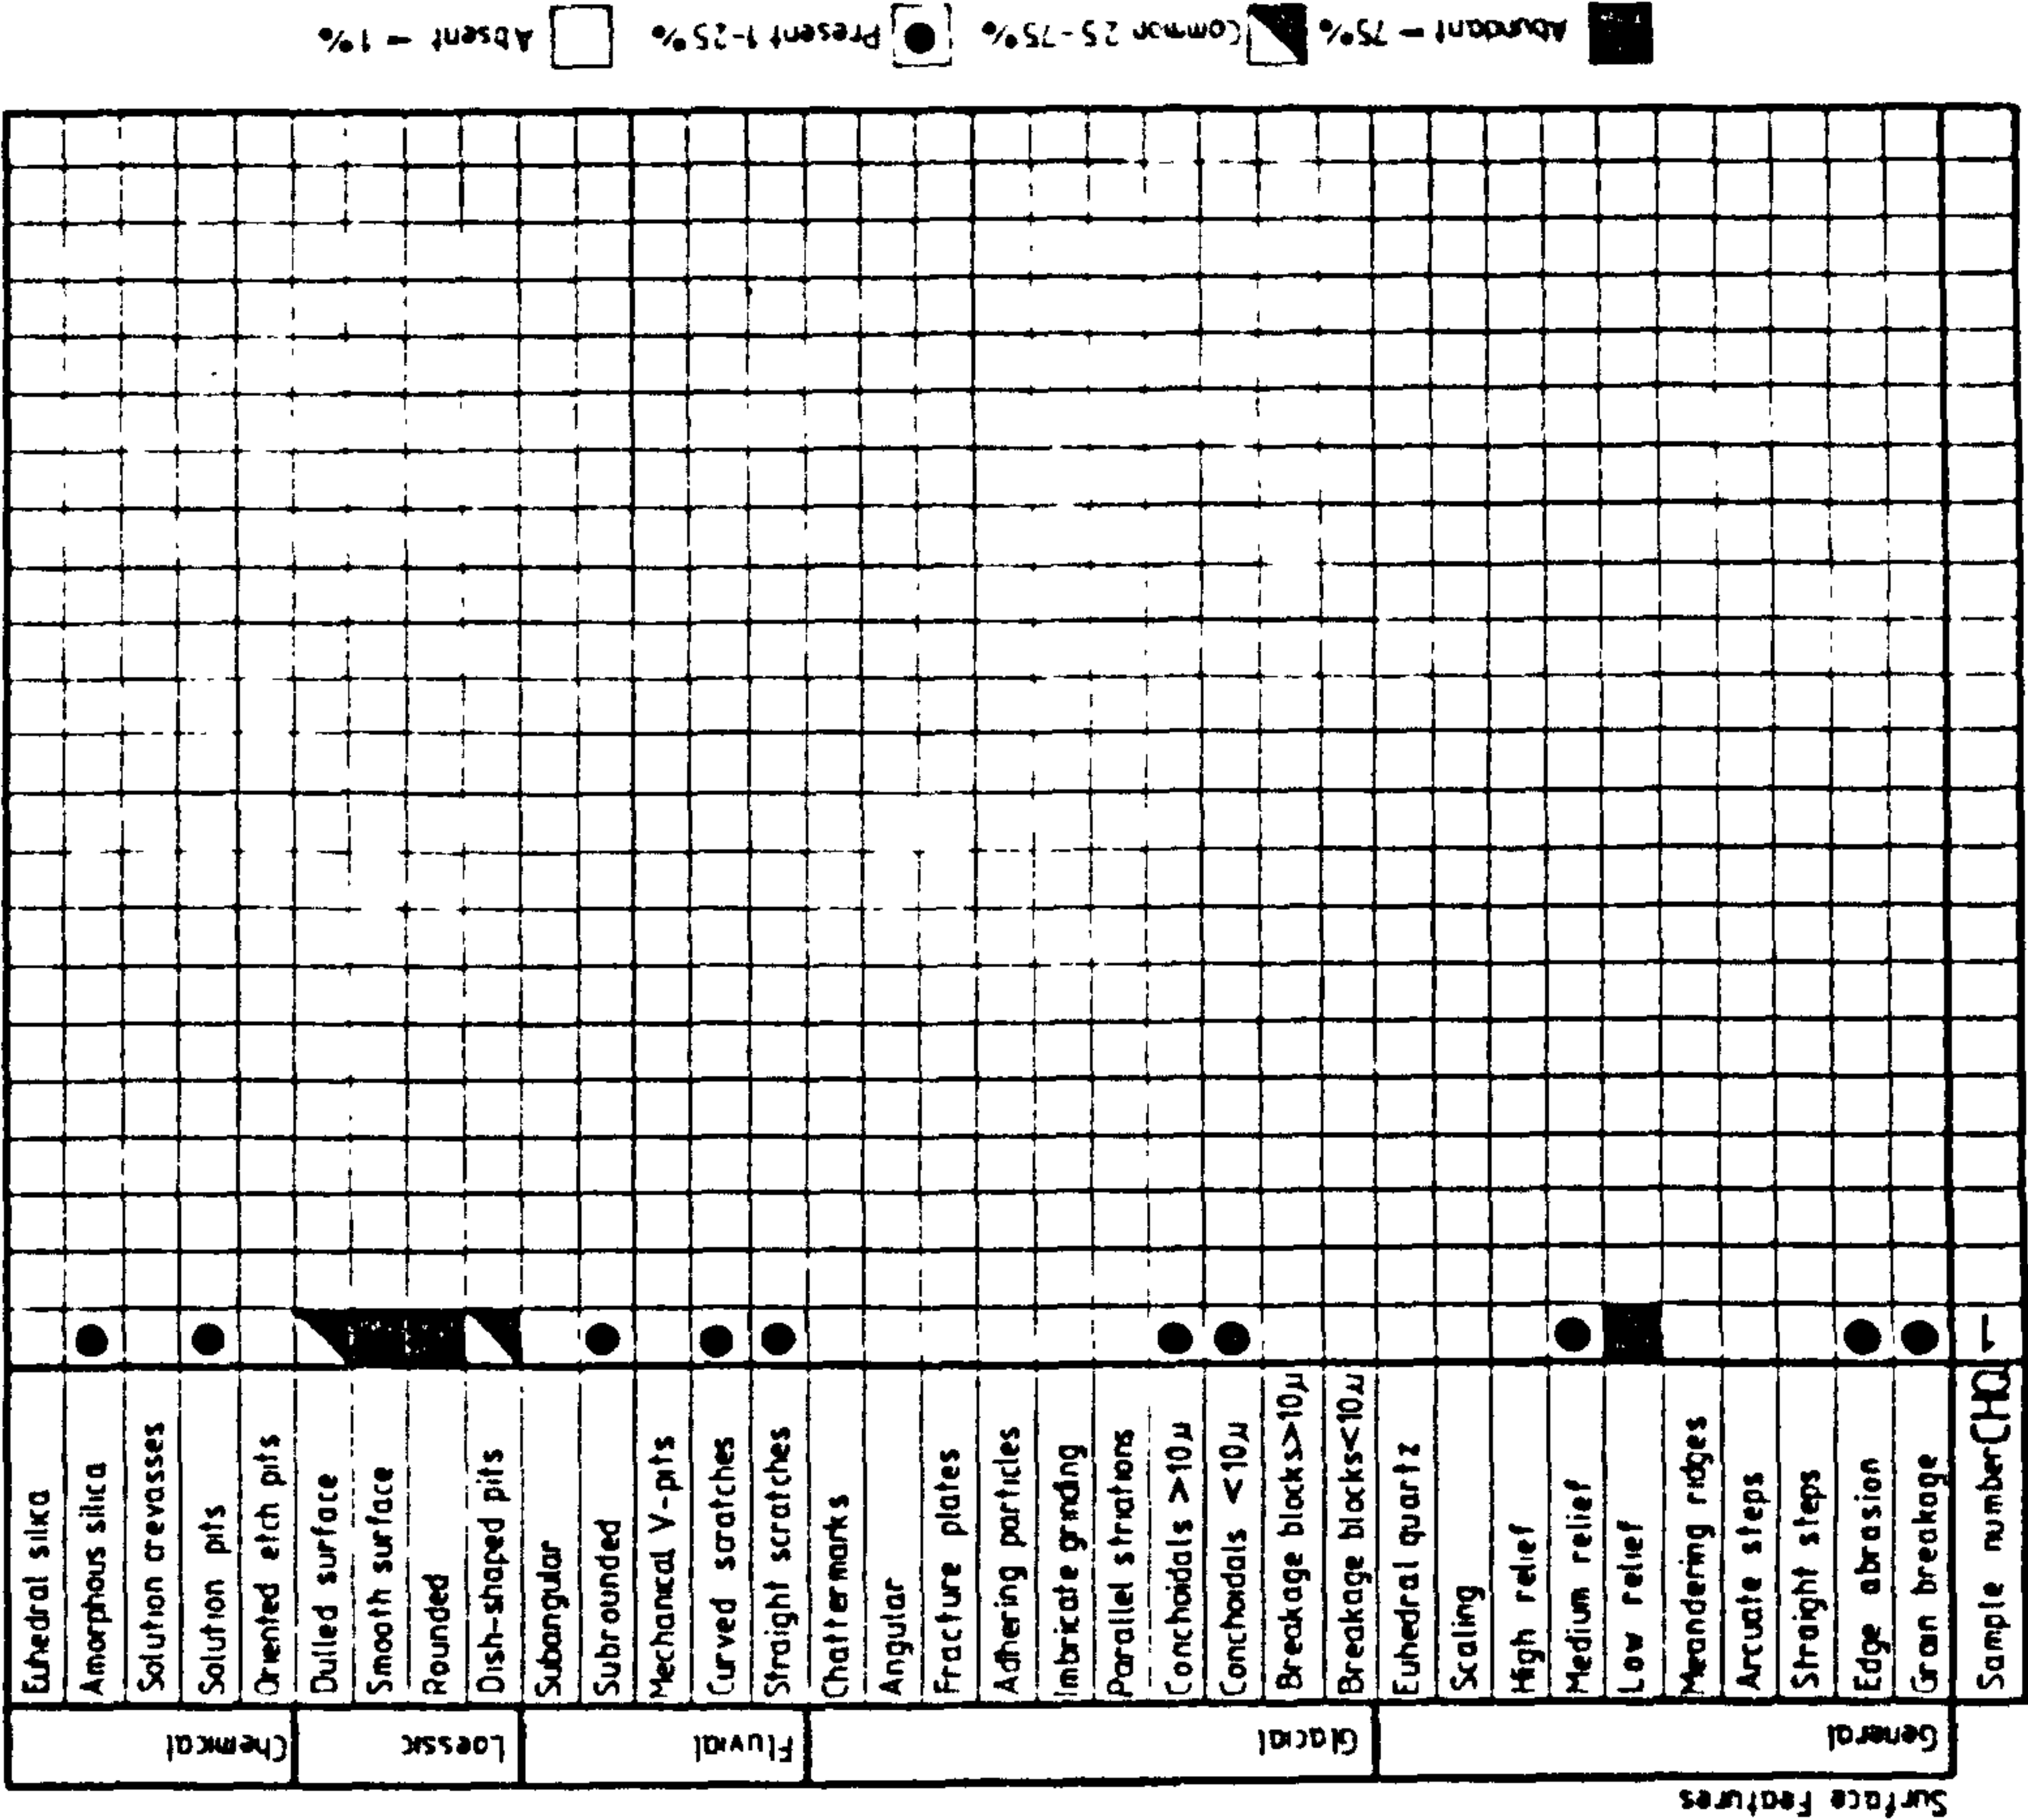 Abundant – 75%
Common 25-75%
Present 1-25%
Absent – 1%
Surface Features
General
Glacial
Fluvial
Loessic
Chemical
Sample number(CHQ
1
Grain breakage
Edge abrasion
Straight steps
Arcuate steps
Meandering ridges
Low relief
Medium relief
High relief
Scaling
Euhedral quartz
Breakage blocks<10µ
Breakage blocks>10µ
Conchoidals <10µ
Conchoidals >10µ
Parallel striations
Imbricate grinding
Adhering particles
Fracture plates
Angular
Chattermarks
Straight scratches
Curved scratches
Mechanical V-pits
Subrounded
Subangular
Dish-shaped pits
Rounded
Smooth surface
Dulled surface
Oriented etch pits
Solution pits
Solution crevasses
Amorphous silica
Euhedral silica